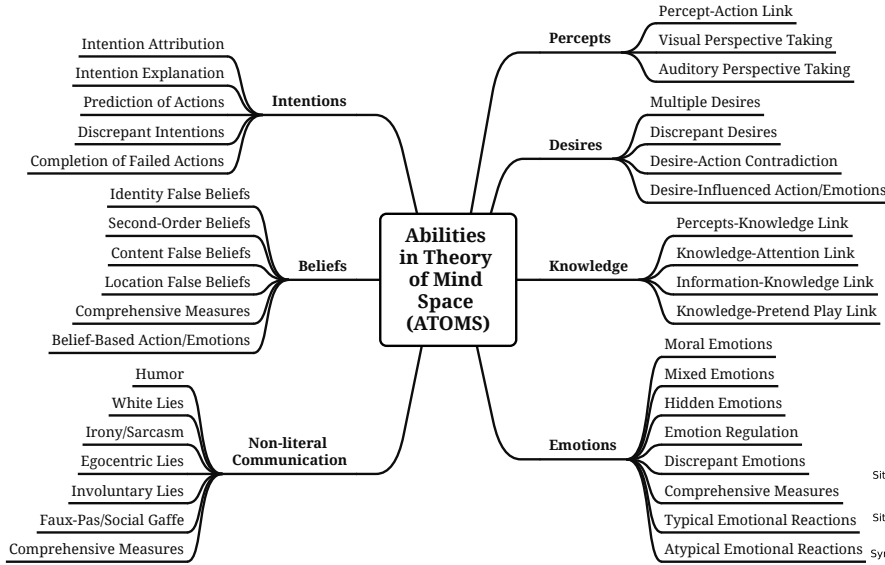 Abilities
in Theory
of Mind
Space
(ATOMS)
Intentions
Intention Attribution
Intention Explanation
Prediction of Actions
Discrepant Intentions
Completion of Failed Actions
Beliefs
Identity False Beliefs
Second-Order Beliefs
Content False Beliefs
Location False Beliefs
Comprehensive Measures
Belief-Based Action/Emotions
Non-literal
Communication
Humor
White Lies
Irony/Sarcasm
Egocentric Lies
Involuntary Lies
Faux-Pas/Social Gaffe
Comprehensive Measures
Percepts
Percept-Action Link
Visual Perspective Taking
Auditory Perspective Taking
Desires
Multiple Desires
Discrepant Desires
Desire-Action Contradiction
Desire-Influenced Action/Emotions
Knowledge
Percepts-Knowledge Link
Knowledge-Attention Link
Information-Knowledge Link
Knowledge-Pretend Play Link
Emotions
Moral Emotions
Mixed Emotions
Hidden Emotions
Emotion Regulation
Discrepant Emotions
Comprehensive Measures
Typical Emotional Reactions
Atypical Emotional Reactions